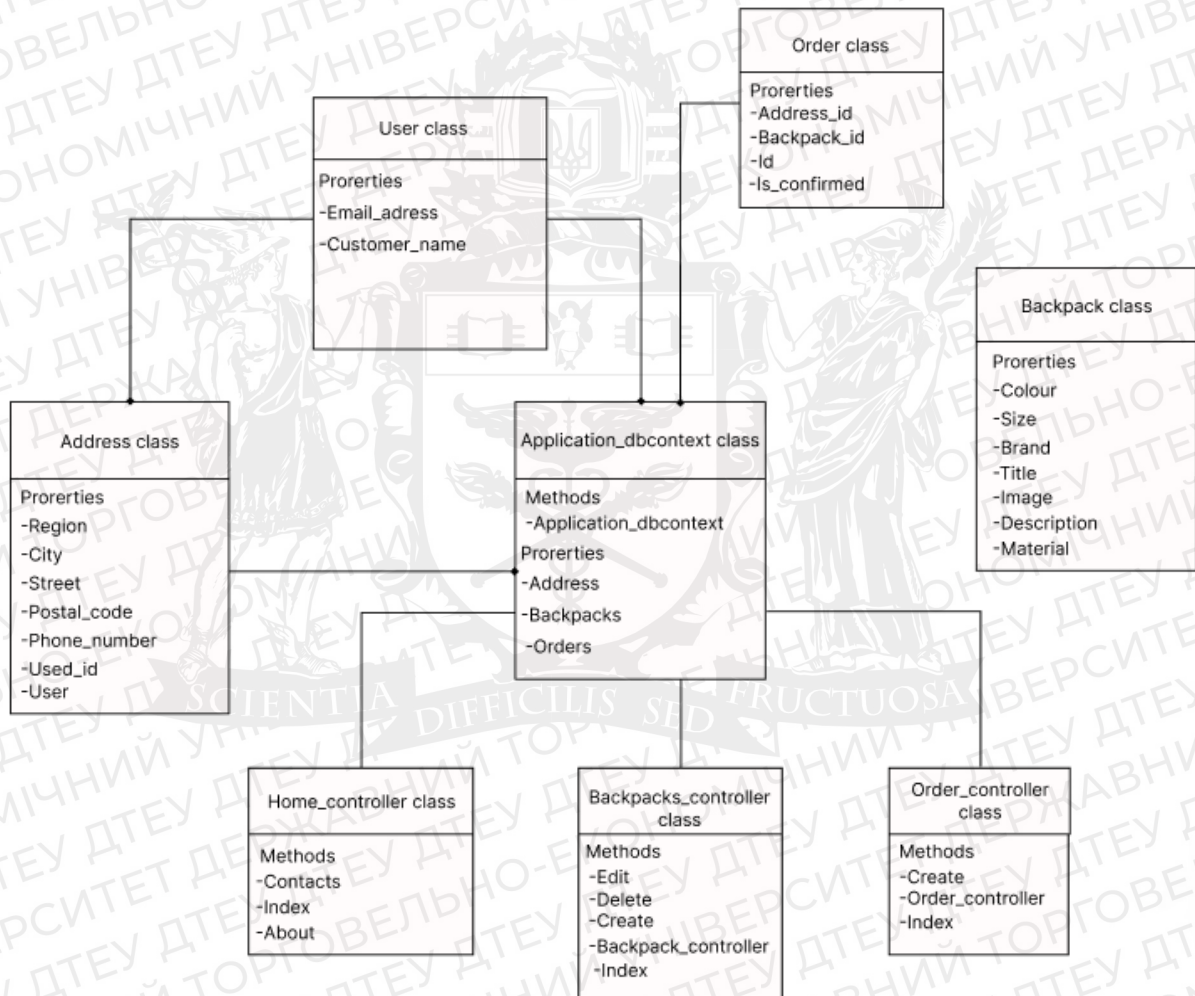 Order class
Prorerties
-Address_id
-Backpack_id
-Id
-Is_confirmed
User class
Prorerties
-Email_adress
-Customer_name
Backpack class
Prorerties
-Colour
-Size
-Brand
-Title
-Image
-Description
-Material
Address class
Prorerties
-Region
-City
-Street
-Postal_code
-Phone_number
-Used_id
-User
Application_dbcontext class
Methods
-Application_dbcontext
Prorerties
-Address
-Backpacks
-Orders
SCIENTIA DIFFICILIS SED FRUCTUOSA
Home_controller class
Methods
-Contacts
-Index
-About
Backpacks_controller
class
Methods
-Edit
-Delete
-Create
-Backpack_controller
-Index
Order_controller
class
Methods
-Create
-Order_controller
-Index